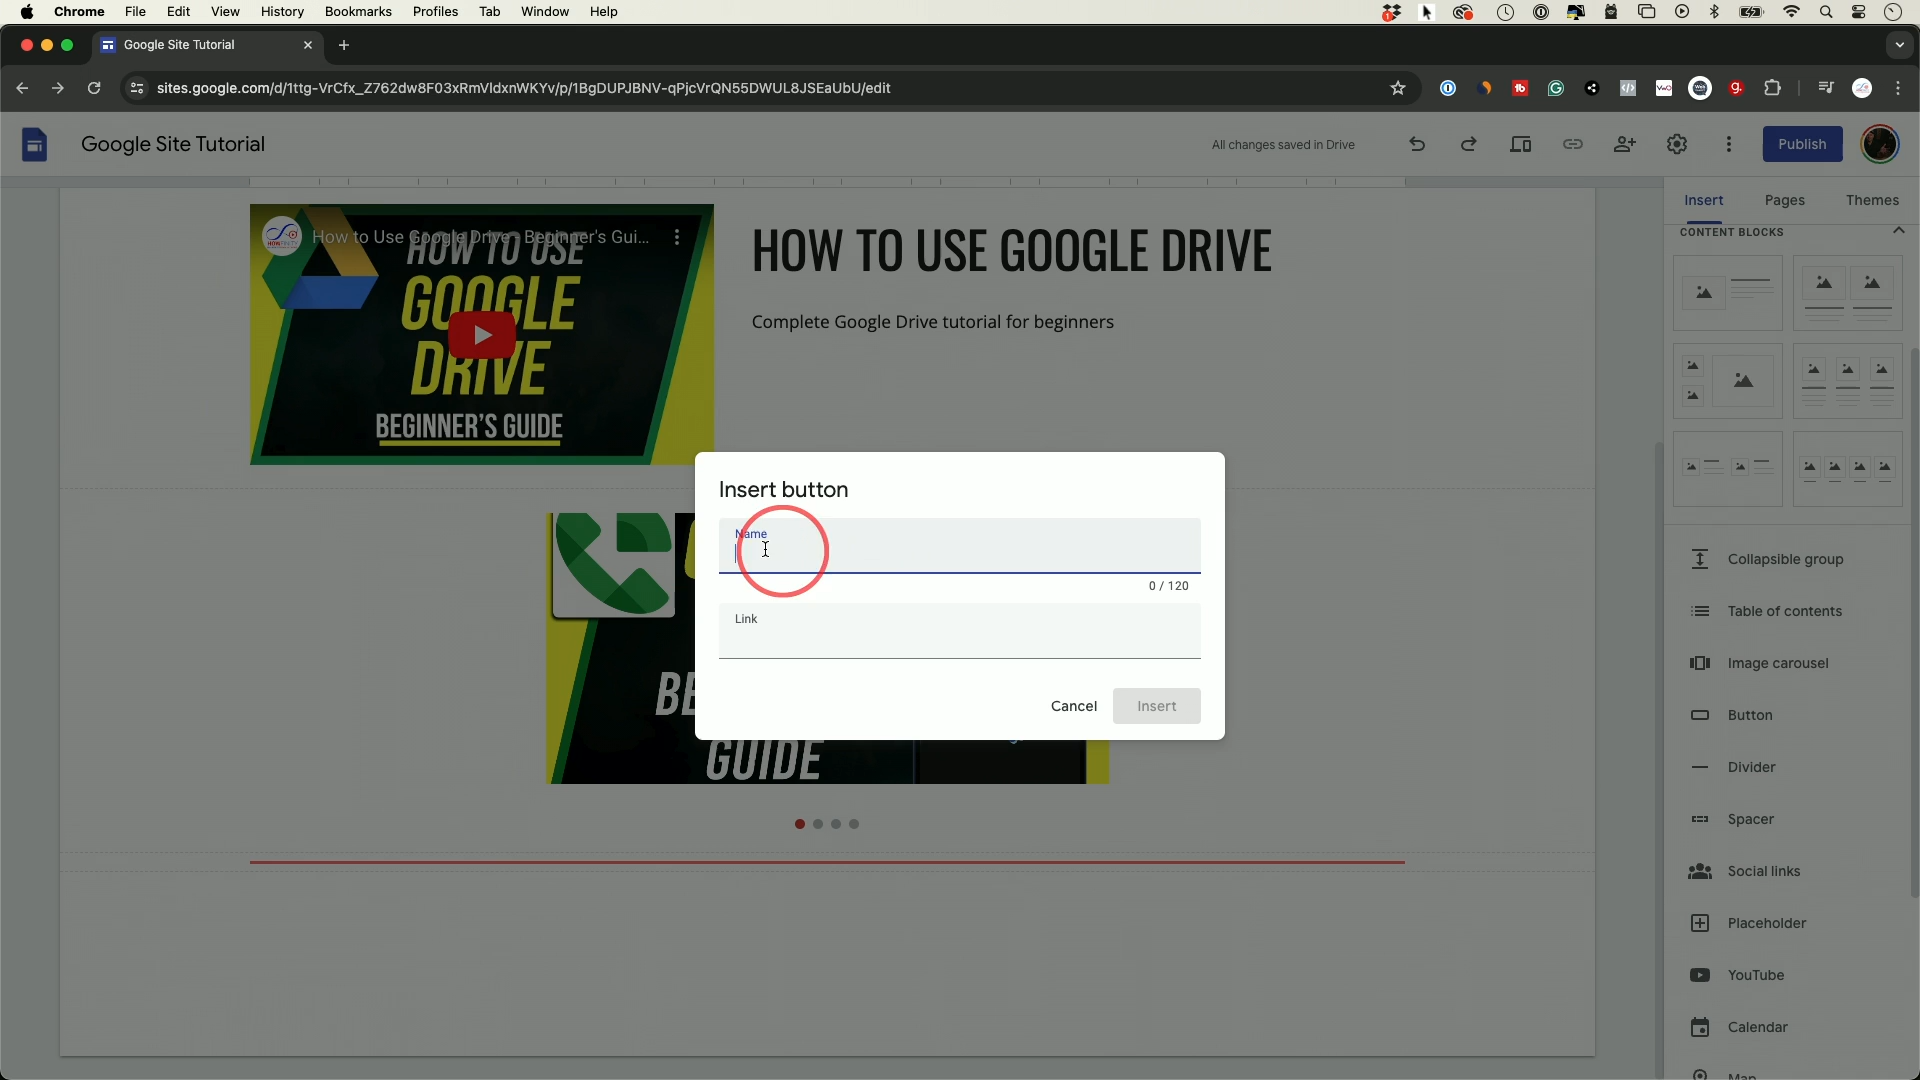 Chrome File Edit View History Bookmarks Profiles Tab Window Help
Google Site Tutorial
sites.google.com/d/1ttg-VrCfx_Z762dw8F03xRmVldxnWKYv/p/1BgDUPJBNV-qPjcVrQN55DWUL8JSEaUbU/edit
Google Site Tutorial
All changes saved in Drive
Publish
Insert Pages Themes
CONTENT BLOCKS
How to Use Google Drive - Beginner's Gui...
HOW TO USE
GOOGLE
DRIVE
BEGINNER'S GUIDE
HOW TO USE GOOGLE DRIVE
Complete Google Drive tutorial for beginners
Insert button
Name
0 / 120
Link
Cancel
Insert
GUIDE
Collapsible group
Table of contents
Image carousel
Button
Divider
Spacer
Social links
Placeholder
YouTube
Calendar
Map